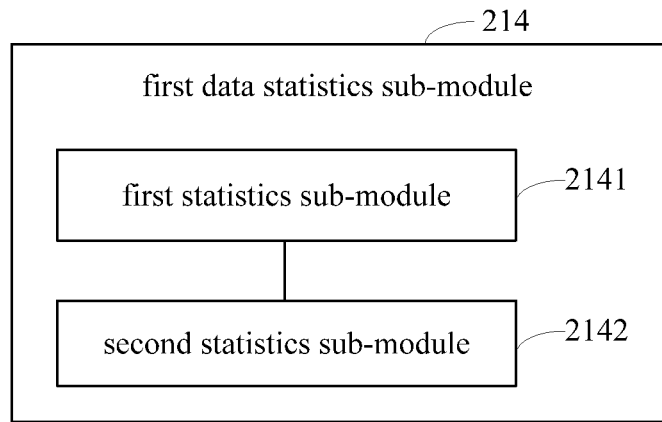 214
first data statistics sub-module
first statistics sub-module
2141
second statistics sub-module
2142